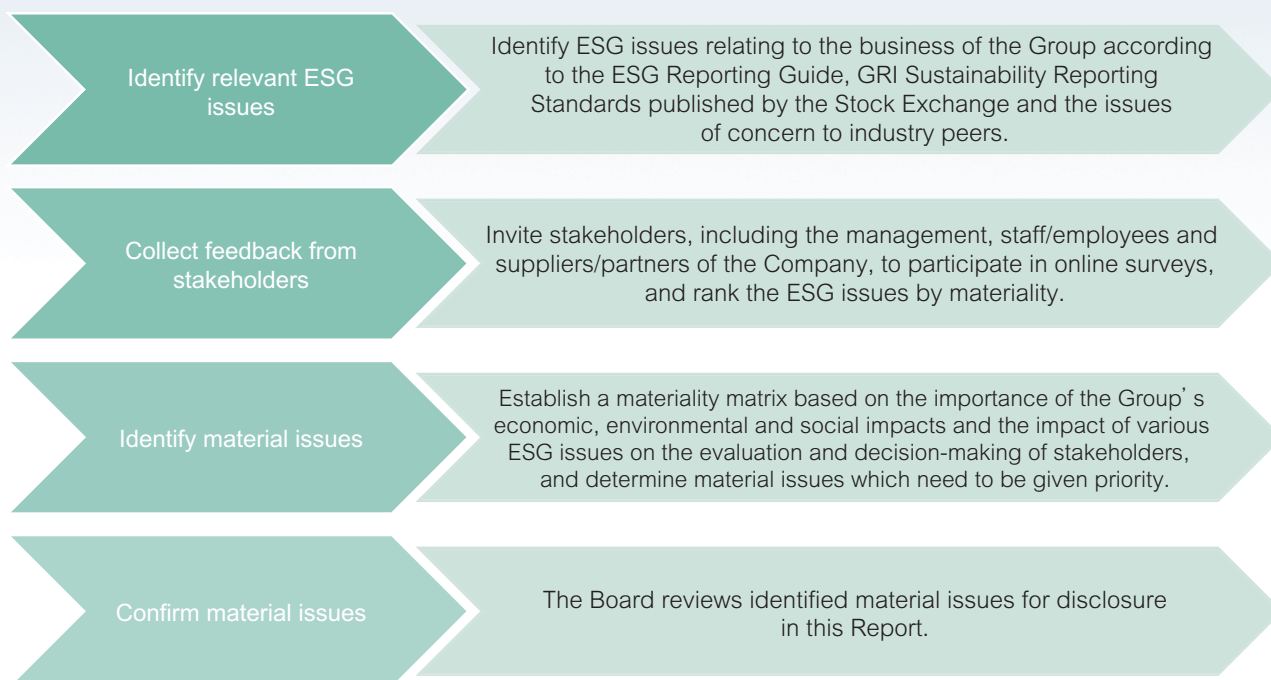 Identify relevant ESG
issues
Identify ESG issues relating to the business of the Group according
to the ESG Reporting Guide, GRI Sustainability Reporting
Standards published by the Stock Exchange and the issues
of concern to industry peers.
Collect feedback from
stakeholders
Invite stakeholders, including the management, staff/employees and
suppliers/partners of the Company, to participate in online surveys,
and rank the ESG issues by materiality.
Identify material issues
Establish a materiality matrix based on the importance of the Group’s
economic, environmental and social impacts and the impact of various
ESG issues on the evaluation and decision-making of stakeholders,
and determine material issues which need to be given priority.
Confirm material issues
The Board reviews identified material issues for disclosure
in this Report.